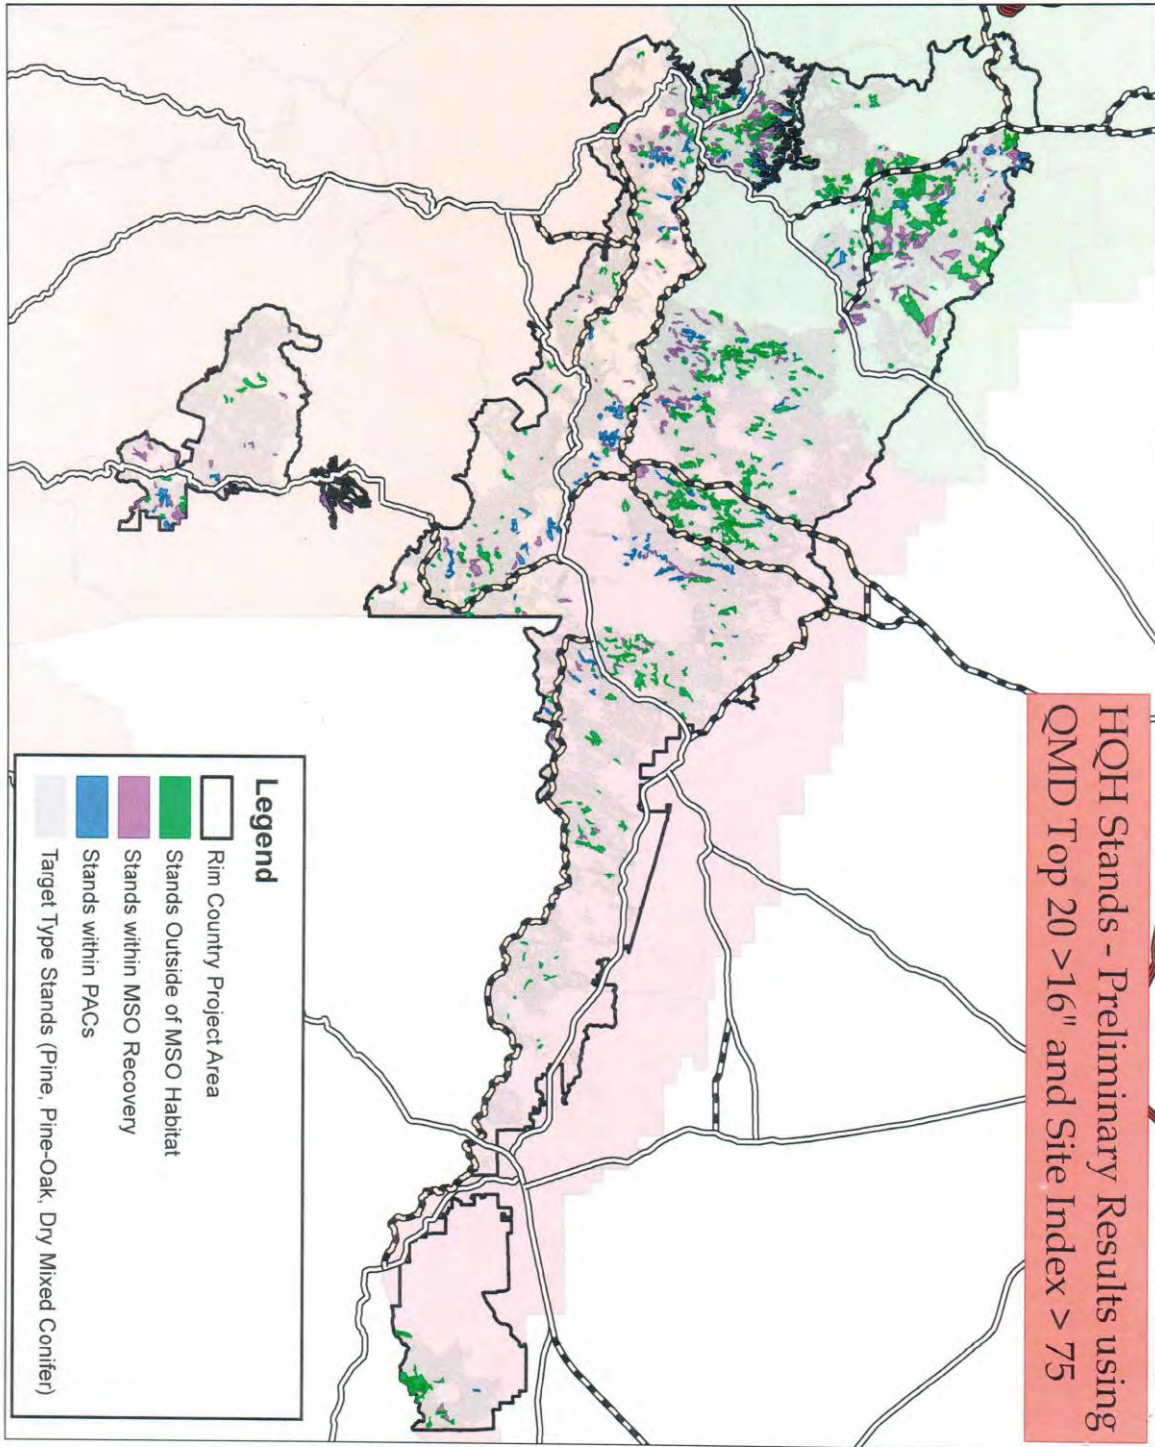 HQH Stands - Preliminary Results using
QMD Top 20 >16" and Site Index > 75
Legend
Rim Country Project Area
Stands Outside of MSO Habitat
Stands within MSO Recovery
Stands within PACs
Target Type Stands (Pine, Pine-Oak, Dry Mixed Conifer)